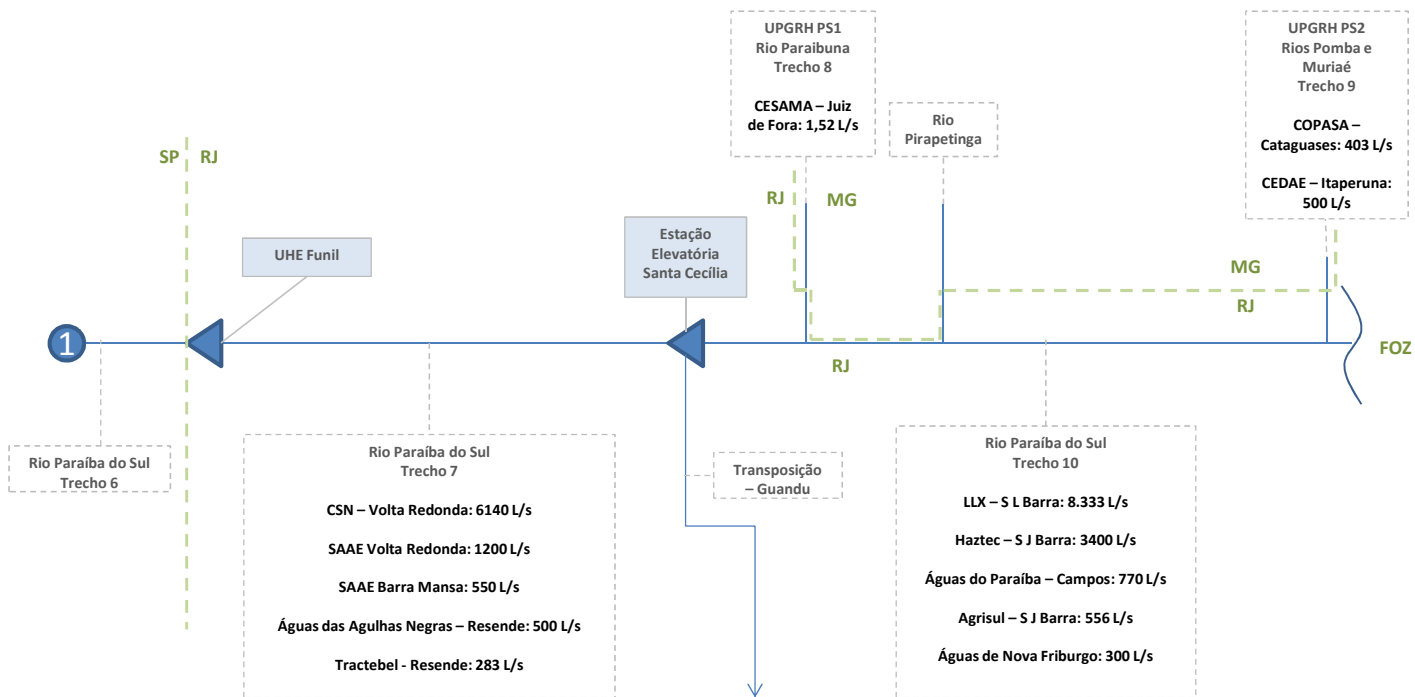 UPGRH PS1
Rio Paraibuna
Trecho 8
CESAMA – Juiz
de Fora: 1,52 L/s
UPGRH PS2
Rios Pomba e
Muriaé
Trecho 9
COPASA –
Cataguases: 403 L/s
CEDAE – Itaperuna:
500 L/s
Rio
Pirapetinga
SP
RJ
RJ
MG
UHE Funil
Estação
Elevatória
Santa Cecília
MG
RJ
1
RJ
FOZ
Rio Paraíba do Sul
Trecho 6
Rio Paraíba do Sul
Trecho 7
CSN – Volta Redonda: 6140 L/s
SAAE Volta Redonda: 1200 L/s
SAAE Barra Mansa: 550 L/s
Águas das Agulhas Negras – Resende: 500 L/s
Tractebel - Resende: 283 L/s
Transposição
– Guandu
Rio Paraíba do Sul
Trecho 10
LLX – S L Barra: 8.333 L/s
Haztec – S J Barra: 3400 L/s
Águas do Paraíba – Campos: 770 L/s
Agrisul – S J Barra: 556 L/s
Águas de Nova Friburgo: 300 L/s